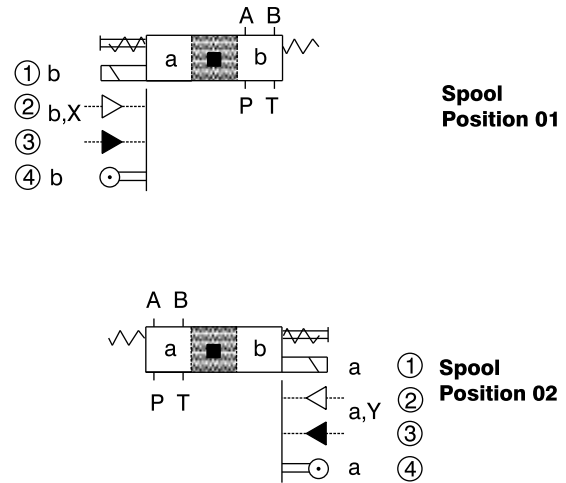 A B
a b
① b
P T
② b,X
③
④ b
Spool
Position 01
A B
a b
P T
a ①
a,Y ②
③
a ④
Spool
Position 02